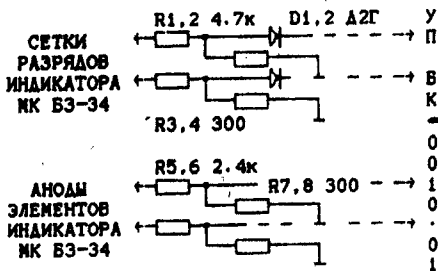 R1,2 4.7к D1,2 Д2Г
СЕТКИ
РАЗРЯДОВ
ИНДИКАТОРА
МК Б3-34
R3,4 300
R5,6 2.4к
R7,8 300
АНОДЫ
ЭЛЕМЕНТОВ
ИНДИКАТОРА
МК Б3-34
У
П
В
К
-
0
0
1
0
.
0
1